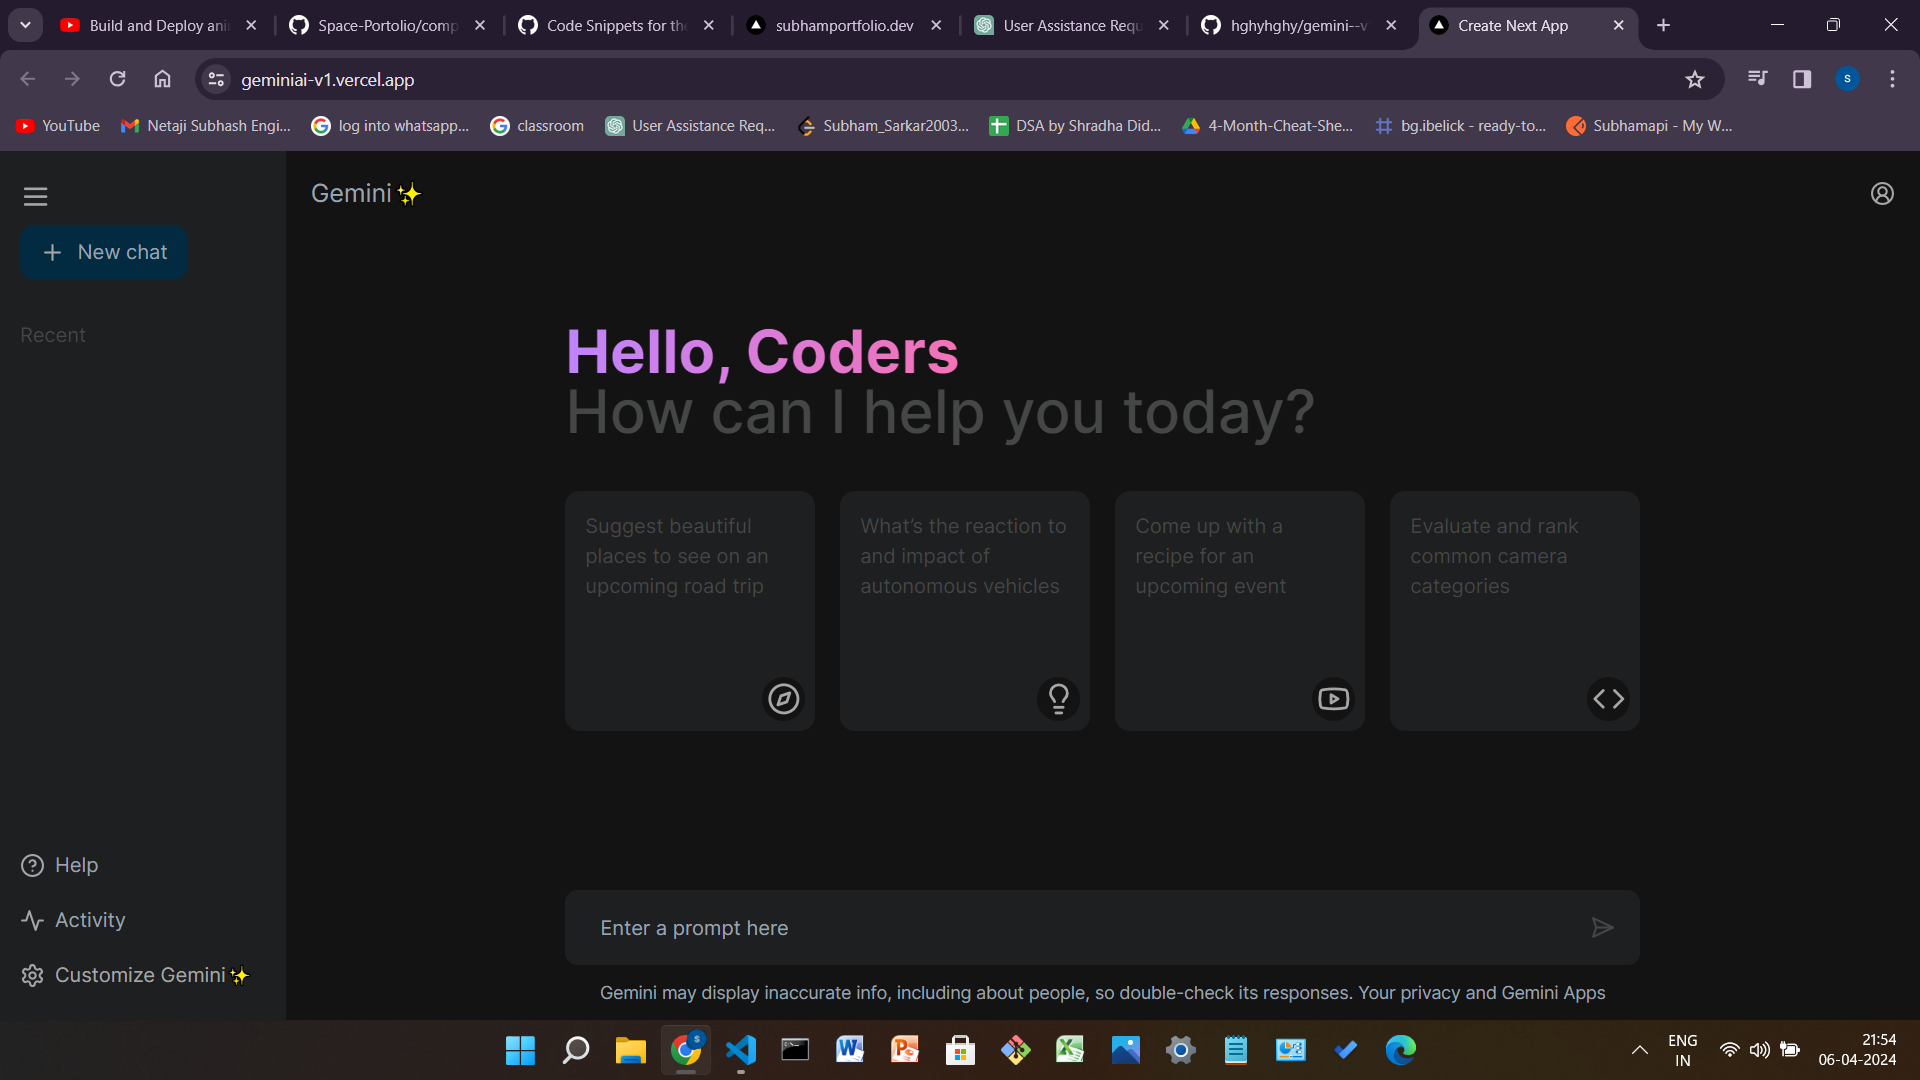 Build and Deploy ani
Space-Portolio/comp
Code Snippets for the
subhamportfolio.dev
User Assistance Requ
hghyhghy/gemini--v
Create Next App
geminiai-v1.vercel.app
S
YouTube
Netaji Subhash Engi...
log into whatsapp...
classroom
User Assistance Req...
Subham_Sarkar2003...
DSA by Shradha Did...
4-Month-Cheat-She...
bg.ibelick - ready-to...
Subhamapi - My W...
Gemini✨
New chat
Recent
Hello, Coders
How can I help you today?
Suggest beautiful
places to see on an
upcoming road trip
What's the reaction to
and impact of
autonomous vehicles
Come up with a
recipe for an
upcoming event
Evaluate and rank
common camera
categories
Help
Activity
Customize Gemini✨
Enter a prompt here
Gemini may display inaccurate info, including about people, so double-check its responses. Your privacy and Gemini Apps
ENG
IN
21:54
06-04-2024